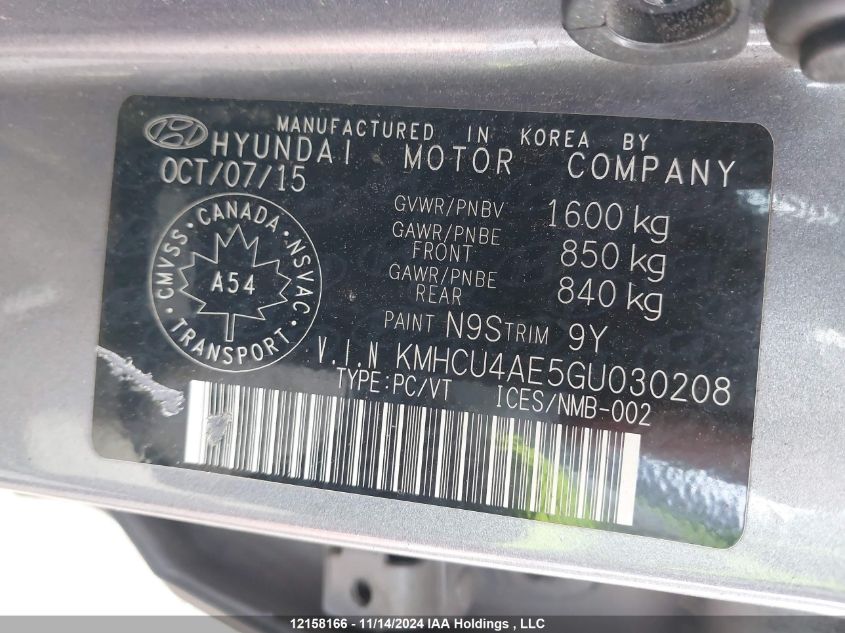 MANUFACTURED IN KOREA BY
HYUNDAI MOTOR COMPANY
OCT/07/15
GVWR/PNBV 1600 kg
GAWR/PNBE FRONT 850 kg
GAWR/PNBE REAR 840 kg
CMVSS · CANADA · NSVAC
A54
· TRANSPORT ·
PAINT N9S TRIM 9Y
V.I.N KMHCU4AE5GU030208
TYPE:PC/VT ICES/NMB-002
12158166 - 11/14/2024 IAA Holdings , LLC